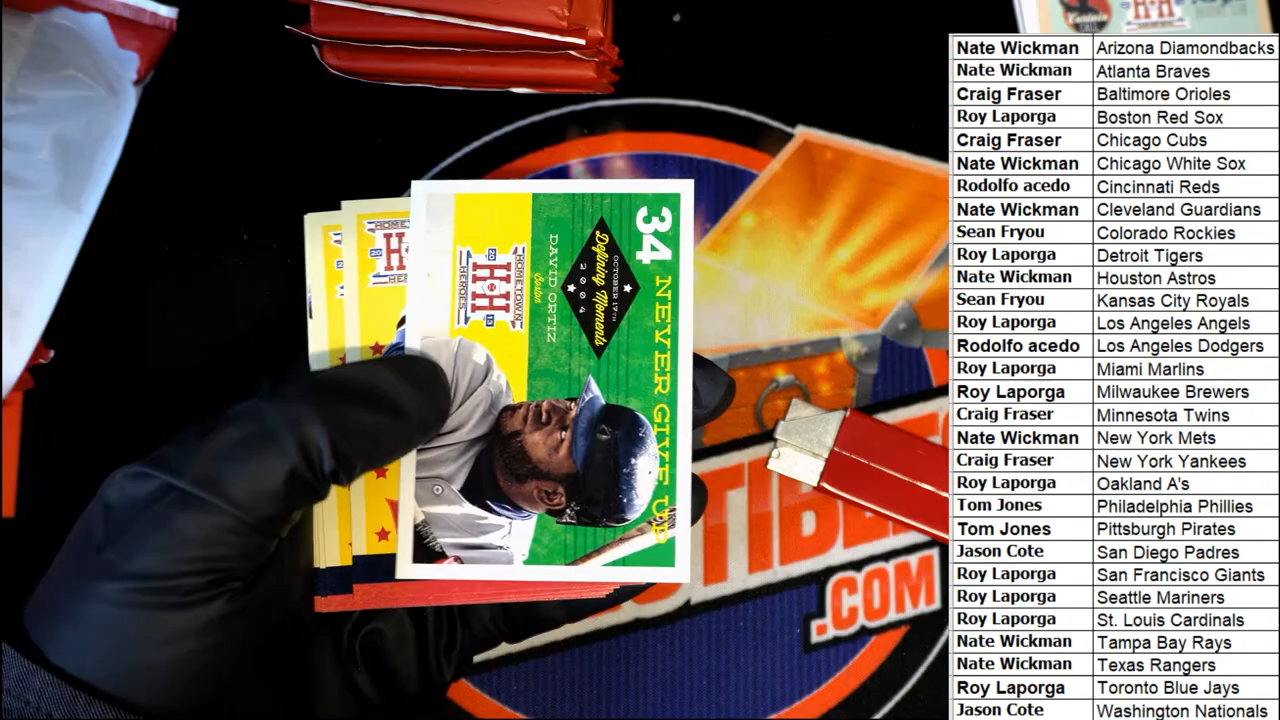 34 NEVER GIVE UP
OCTOBER 17TH
Defining Moments
2004
DAVID ORTIZ
Boston
HOMETOWN
20 HH 13
HEROES
.COM
Nate Wickman Arizona Diamondbacks
Nate Wickman Atlanta Braves
Craig Fraser Baltimore Orioles
Roy Laporga Boston Red Sox
Craig Fraser Chicago Cubs
Nate Wickman Chicago White Sox
Rodolfo acedo Cincinnati Reds
Nate Wickman Cleveland Guardians
Sean Fryou Colorado Rockies
Roy Laporga Detroit Tigers
Nate Wickman Houston Astros
Sean Fryou Kansas City Royals
Roy Laporga Los Angeles Angels
Rodolfo acedo Los Angeles Dodgers
Roy Laporga Miami Marlins
Roy Laporga Milwaukee Brewers
Craig Fraser Minnesota Twins
Nate Wickman New York Mets
Craig Fraser New York Yankees
Roy Laporga Oakland A's
Tom Jones Philadelphia Phillies
Tom Jones Pittsburgh Pirates
Jason Cote San Diego Padres
Roy Laporga San Francisco Giants
Roy Laporga Seattle Mariners
Roy Laporga St. Louis Cardinals
Nate Wickman Tampa Bay Rays
Nate Wickman Texas Rangers
Roy Laporga Toronto Blue Jays
Jason Cote Washington Nationals